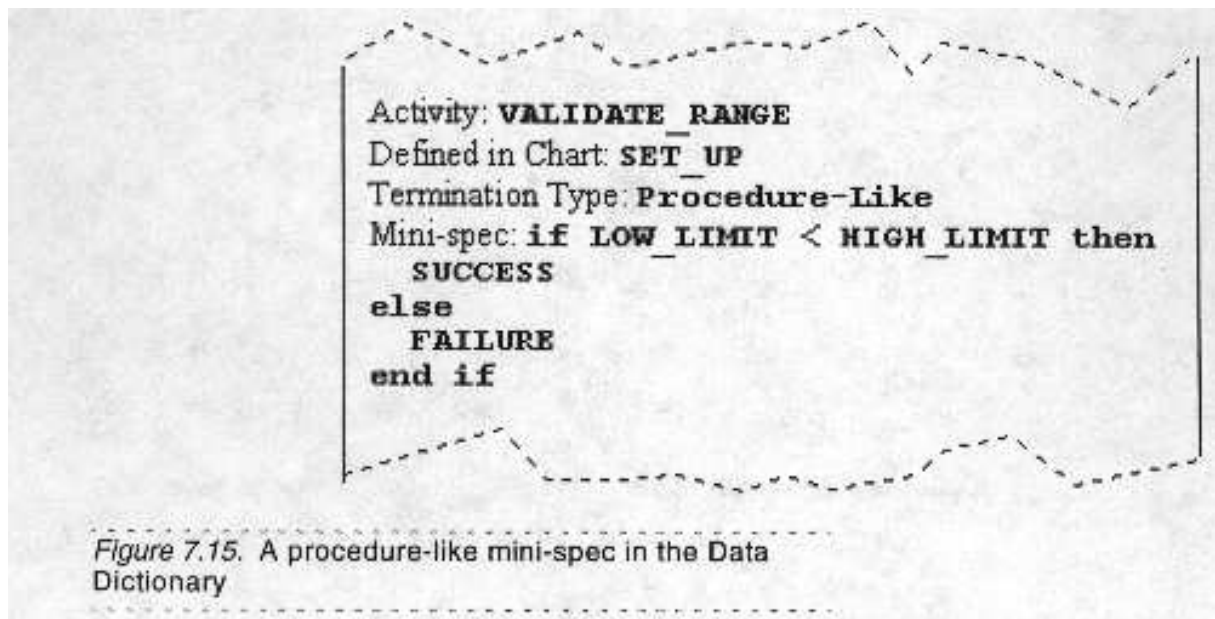 Activity: VALIDATE_RANGE
Defined in Chart: SET_UP
Termination Type: Procedure-Like
Mini-spec: if LOW_LIMIT < HIGH_LIMIT then
SUCCESS
else
FAILURE
end if
Figure 7.15. A procedure-like mini-spec in the Data
Dictionary